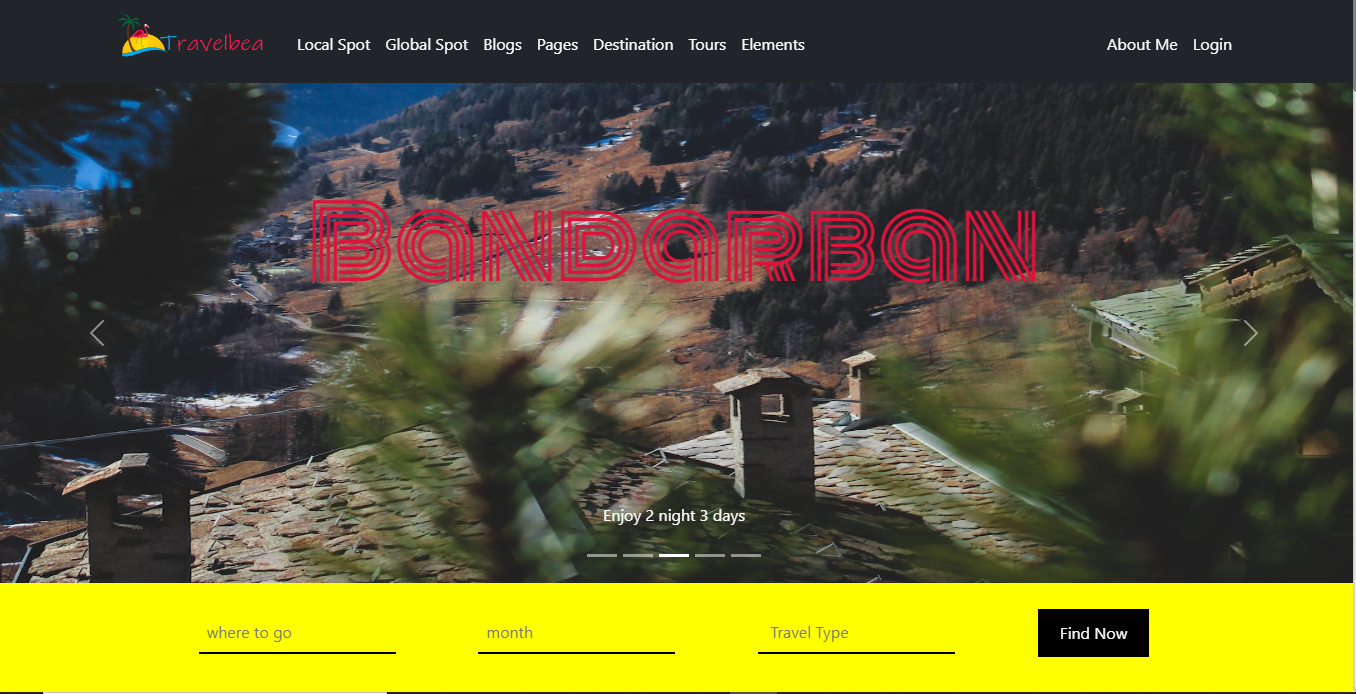 Travelbea
Local Spot Global Spot Blogs Pages Destination Tours Elements About Me Login
Bandarban
Enjoy 2 night 3 days
where to go month Travel Type Find Now